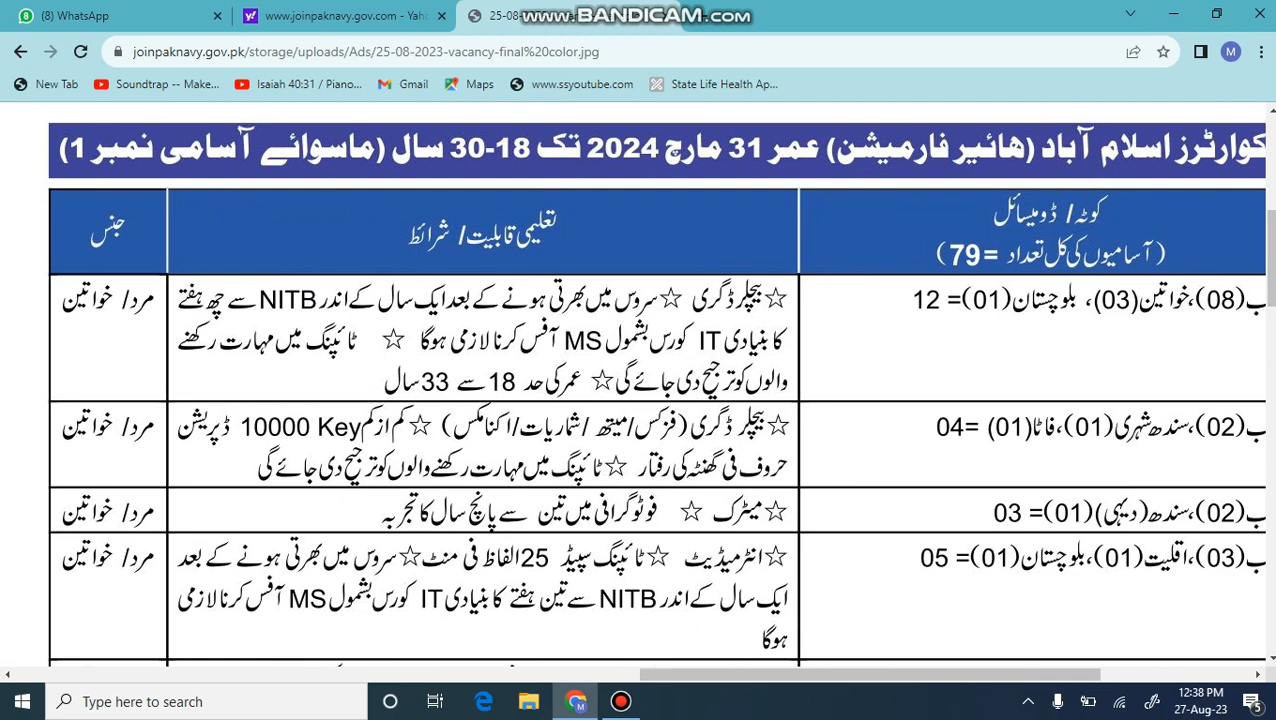 (8) WhatsApp
www.joinpaknavy.gov.com - Yah
25-08-
www.BANDICAM.com
joinpaknavy.gov.pk/storage/uploads/Ads/25-08-2023-vacancy-final%20color.jpg
M
New Tab
Soundtrap -- Make...
Isaiah 40:31 / Piano...
Gmail
Maps
www.ssyoutube.com
State Life Health Ap...
کوارٹرز اسلام آباد (ھائیر فارمیشن) عمر 31 مارچ 2024 تک 18-30 سال (ماسوائے آسامی نمبر 1)
کوٹہ/ ڈومیسائل
(آسامیوں کی کل تعداد =79)
تعلیمی قابلیت/ شرائط
جنس
ب(08)،خواتین(03)، بلوچستان(01)= 12
☆بیچلر ڈگری ☆سروس میں بھرتی ہونے کے بعد ایک سال کے اندر NITB سے چھ ہفتے
کا بنیادی IT کورس بشمول MS آفس کرنا لازمی ہوگا ☆ ٹائپنگ میں مہارت رکھنے
والوں کو ترجیح دی جائے گی☆ عمر کی حد 18 سے 33 سال
مرد/ خواتین
ب(02)،سندھ شہری(01)،فاٹا(01) =04
☆بیچلر ڈگری (فزکس/میتھ/شماریات/اکنامکس) ☆کم ازکم 10000 Key ڈپریشن
حروف فی گھنٹہ کی رفتار ☆ٹائپنگ میں مہارت رکھنے والوں کو ترجیح دی جائے گی
مرد/ خواتین
ب(02)،سندھ(دیہی)(01)= 03
☆میٹرک ☆ فوٹوگرافی میں تین سے پانچ سال کا تجربہ
مرد/ خواتین
ب(03)،اقلیت(01)،بلوچستان(01)= 05
☆انٹرمیڈیٹ ☆ٹائپنگ سپیڈ 25 الفاظ فی منٹ☆سروس میں بھرتی ہونے کے بعد
ایک سال کے اندر NITB سے تین ہفتے کا بنیادی IT کورس بشمول MS آفس کرنا لازمی
ہوگا
مرد/ خواتین
Type here to search
12:38 PM
27-Aug-23
5